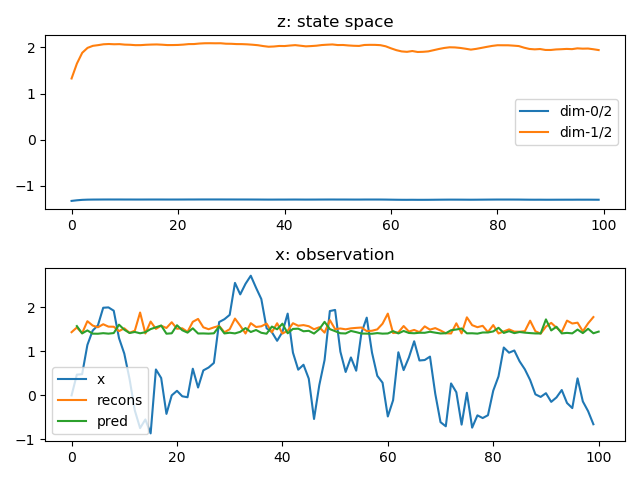 z: state space
2
1
0
−1
dim-0/2
dim-1/2
0 20 40 60 80 100
x: observation
2
1
0
−1
x
recons
pred
0 20 40 60 80 100